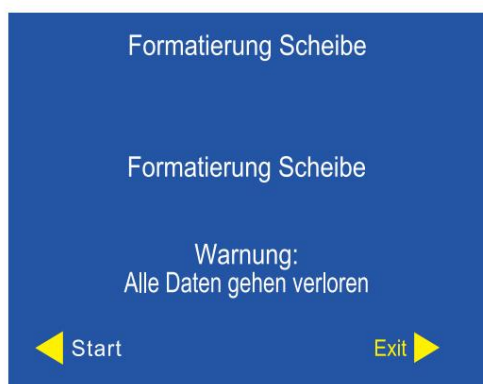 Formatierung Scheibe
Formatierung Scheibe
Warnung:
Alle Daten gehen verloren
Start
Exit